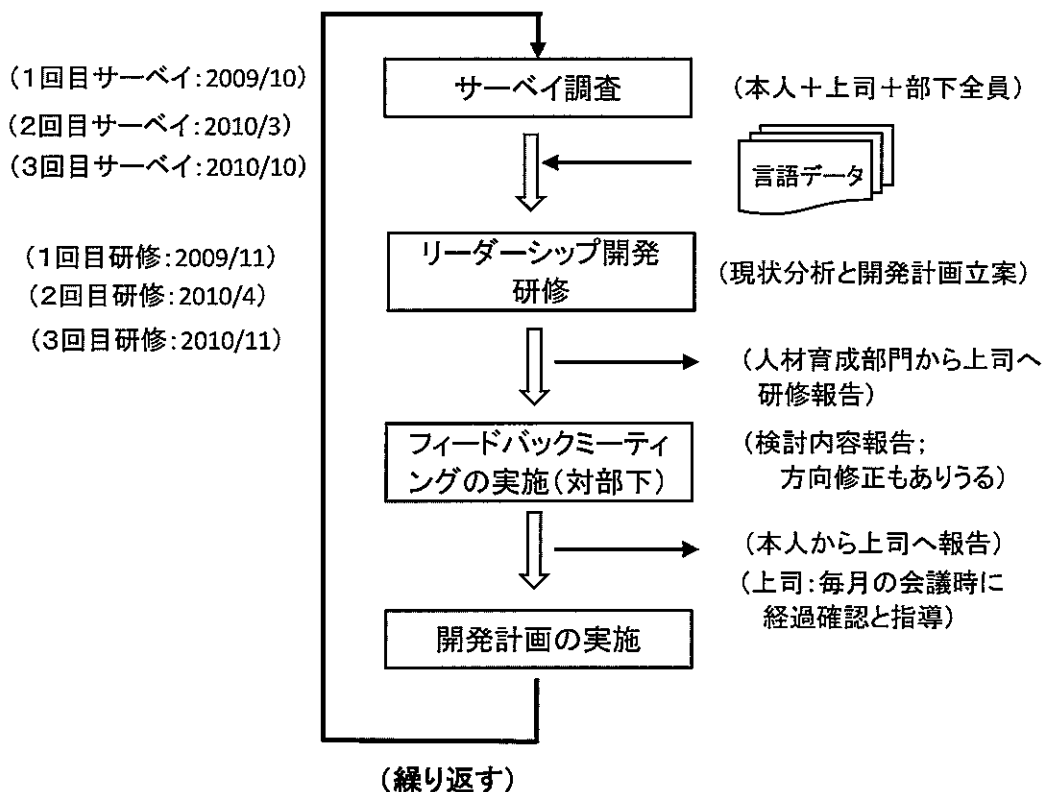 (1回目サーベイ:2009/10)
サーベイ調査
(本人+上司+部下全員)
(2回目サーベイ:2010/3)
(3回目サーベイ:2010/10)
言語データ
(1回目研修:2009/11)
(2回目研修:2010/4)
(3回目研修:2010/11)
リーダーシップ開発
研修
(現状分析と開発計画立案)
(人材育成部門から上司へ
研修報告)
フィードバックミーティ
ングの実施(対部下)
(検討内容報告;
方向修正もありうる)
(本人から上司へ報告)
(上司:毎月の会議時に
経過確認と指導)
開発計画の実施
(繰り返す)